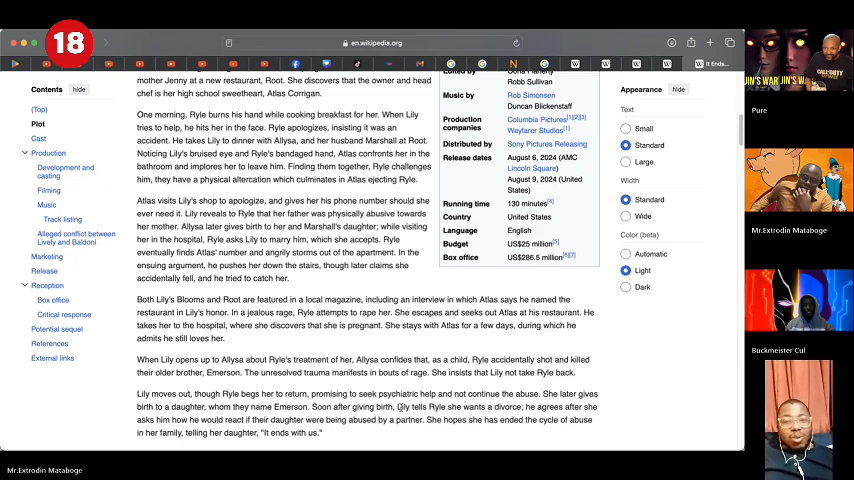 18
en.wikipedia.org
It Ends...
Contents hide
(Top)
Plot
Cast
Production
Development and
casting
Filming
Music
Track listing
Alleged conflict between
Lively and Baldoni
Marketing
Release
Reception
Box office
Critical response
Potential sequel
References
External links
mother Jenny at a new restaurant, Root. She discovers that the owner and head
chef is her high school sweetheart, Atlas Corrigan.
One morning, Ryle burns his hand while cooking breakfast for her. When Lily
tries to help, he hits her in the face. Ryle apologizes, insisting it was an
accident. He takes Lily to dinner with Allysa, and her husband Marshall at Root.
Noticing Lily's bruised eye and Ryle's bandaged hand, Atlas confronts her in the
bathroom and implores her to leave him. Finding them together, Ryle challenges
him, they have a physical altercation which culminates in Atlas ejecting Ryle.
Atlas visits Lily's shop to apologize, and gives her his phone number should she
ever need it. Lily reveals to Ryle that her father was physically abusive towards
her mother. Allysa later gives birth to her and Marshall's daughter; while visiting
her in the hospital, Ryle asks Lily to marry him, which she accepts. Ryle
eventually finds Atlas' number and angrily storms out of the apartment. In the
ensuing argument, he pushes her down the stairs, though later claims she
accidentally fell, and he tried to catch her.
Both Lily's Blooms and Root are featured in a local magazine, including an interview in which Atlas says he named the
restaurant in Lily's honor. In a jealous rage, Ryle attempts to rape her. She escapes and seeks out Atlas at his restaurant. He
takes her to the hospital, where she discovers that she is pregnant. She stays with Atlas for a few days, during which he
admits he still loves her.
When Lily opens up to Allysa about Ryle's treatment of her, Allysa confides that, as a child, Ryle accidentally shot and killed
their older brother, Emerson. The unresolved trauma manifests in bouts of rage. She insists that Lily not take Ryle back.
Lily moves out, though Ryle begs her to return, promising to seek psychiatric help and not continue the abuse. She later gives
birth to a daughter, whom they name Emerson. Soon after giving birth, Lily tells Ryle she wants a divorce; he agrees after she
asks him how he would react if their daughter were being abused by a partner. She hopes she has ended the cycle of abuse
in her family, telling her daughter, "It ends with us."
Robb Sullivan
Music by Rob Simonsen
Duncan Blickenstaff
Production Columbia Pictures[1][2][3]
companies Wayfarer Studios[1]
Distributed by Sony Pictures Releasing
Release dates August 6, 2024 (AMC
Lincoln Square)
August 9, 2024 (United
States)
Running time 130 minutes[4]
Country United States
Language English
Budget US$25 million[5]
Box office US$286.5 million[6][7]
Appearance hide
Text
Small
Standard
Large
Width
Standard
Wide
Color (beta)
Automatic
Light
Dark
JIN'S WAR JIN'S WAR
CALL OF DUTY
Pure
Mr.Extrodin Mataboge
Buckmeister Cul
Mr.Extrodin Mataboge